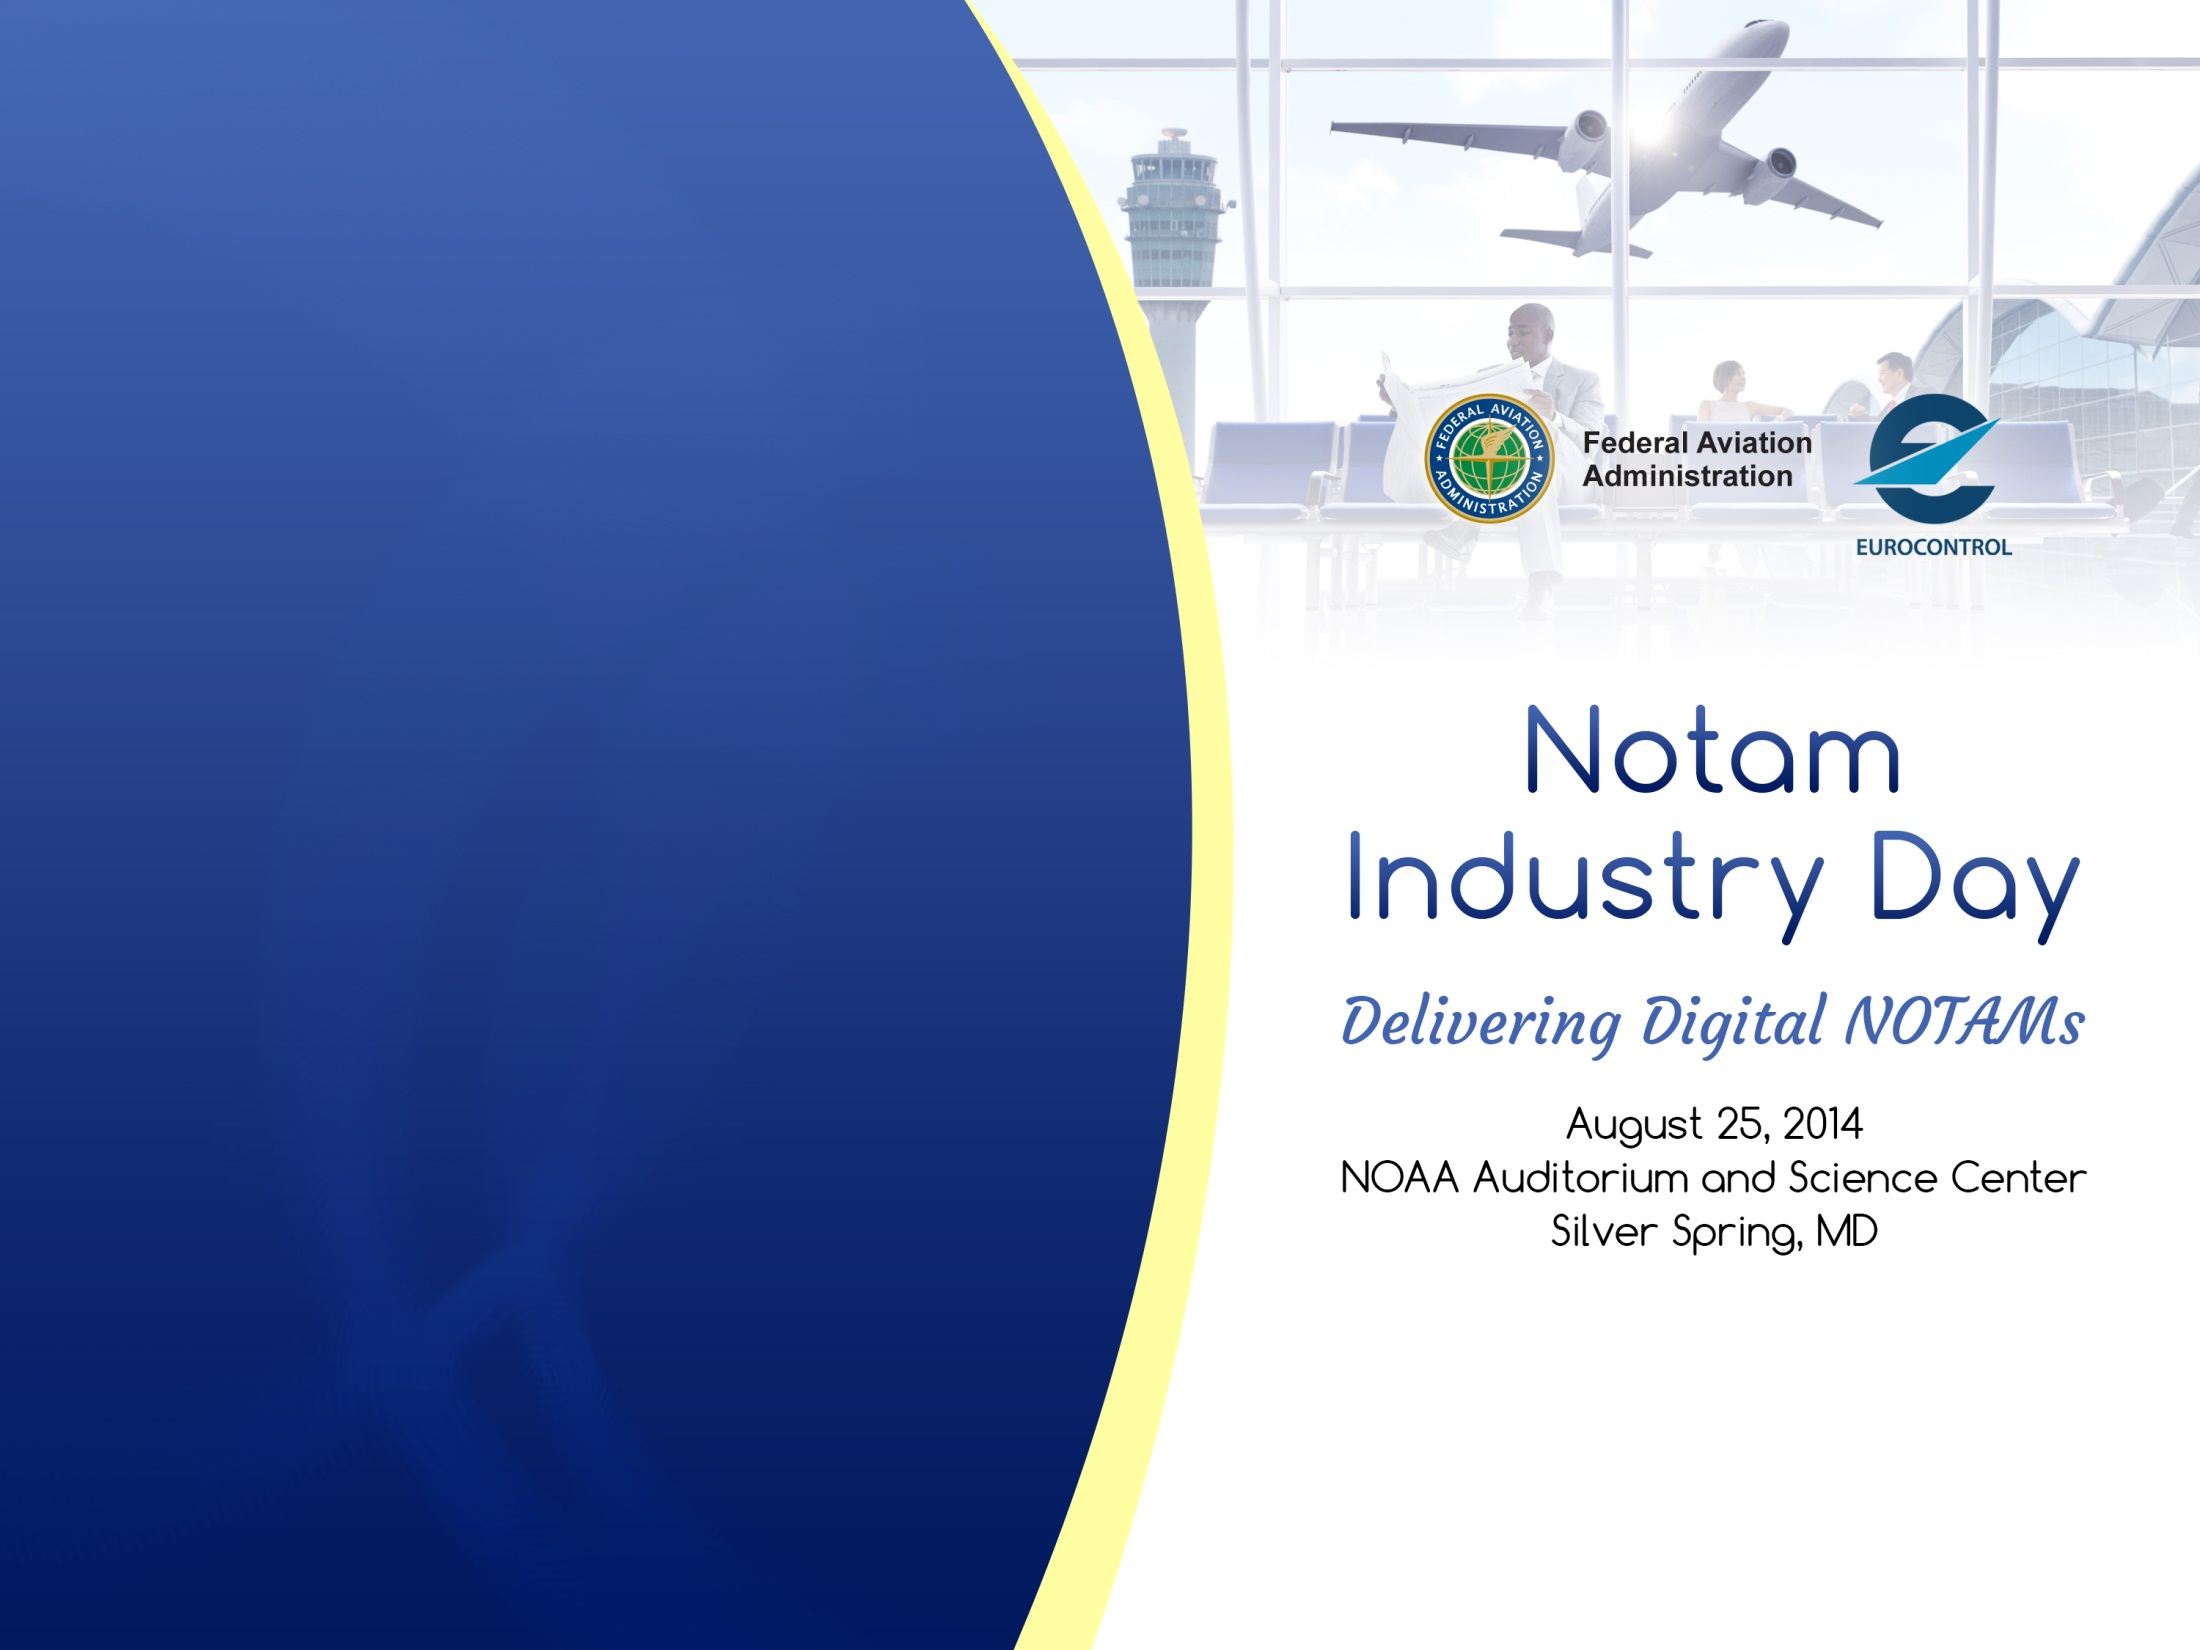 FEDERAL AVIATION
ADMINISTRATION
Federal Aviation
Administration
EUROCONTROL
Notam
Industry Day
Delivering Digital NOTAMs
August 25, 2014
NOAA Auditorium and Science Center
Silver Spring, MD